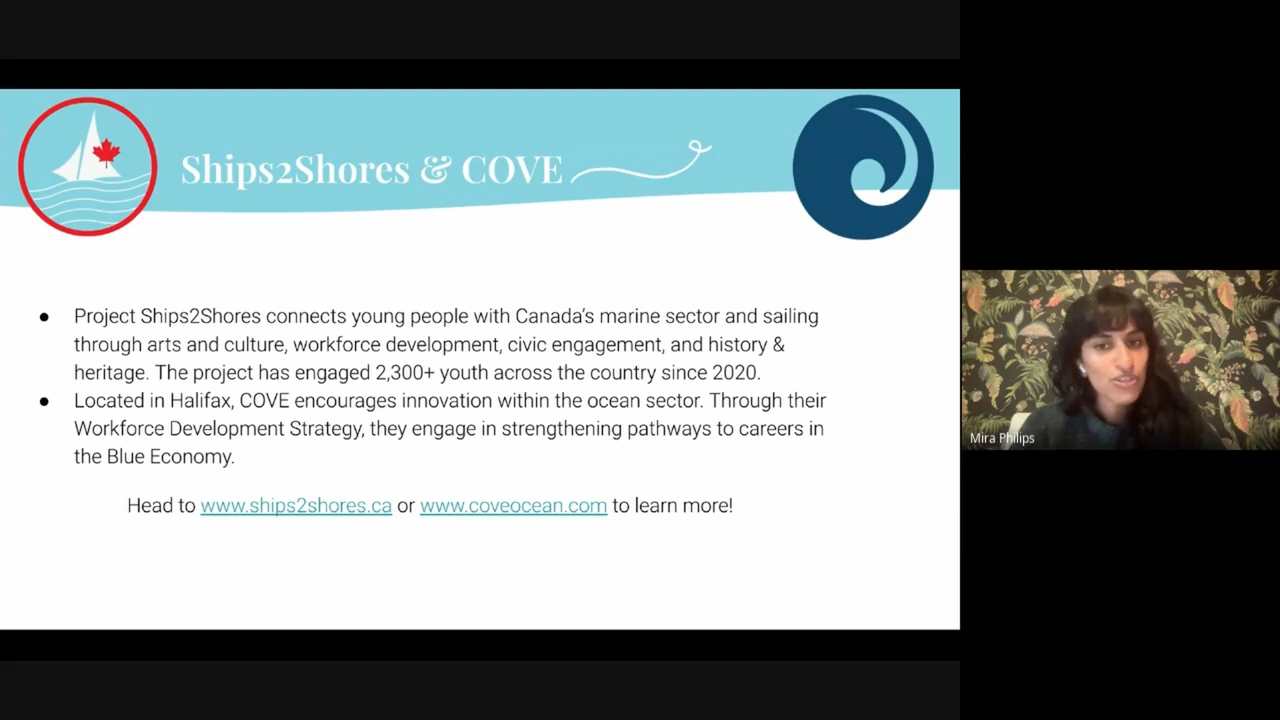 Ships2Shores & COVE
● Project Ships2Shores connects young people with Canada's marine sector and sailing
through arts and culture, workforce development, civic engagement, and history &
heritage. The project has engaged 2,300+ youth across the country since 2020.
● Located in Halifax, COVE encourages innovation within the ocean sector. Through their
Workforce Development Strategy, they engage in strengthening pathways to careers in
the Blue Economy.
Head to www.ships2shores.ca or www.coveocean.com to learn more!
Mira Philips